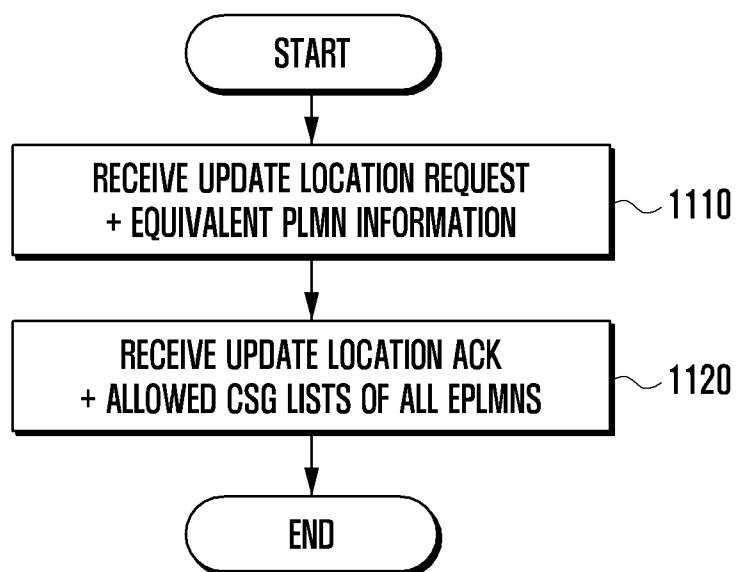 START
RECEIVE UPDATE LOCATION REQUEST
+ EQUIVALENT PLMN INFORMATION
1110
RECEIVE UPDATE LOCATION ACK
+ ALLOWED CSG LISTS OF ALL EPLMNS
1120
END